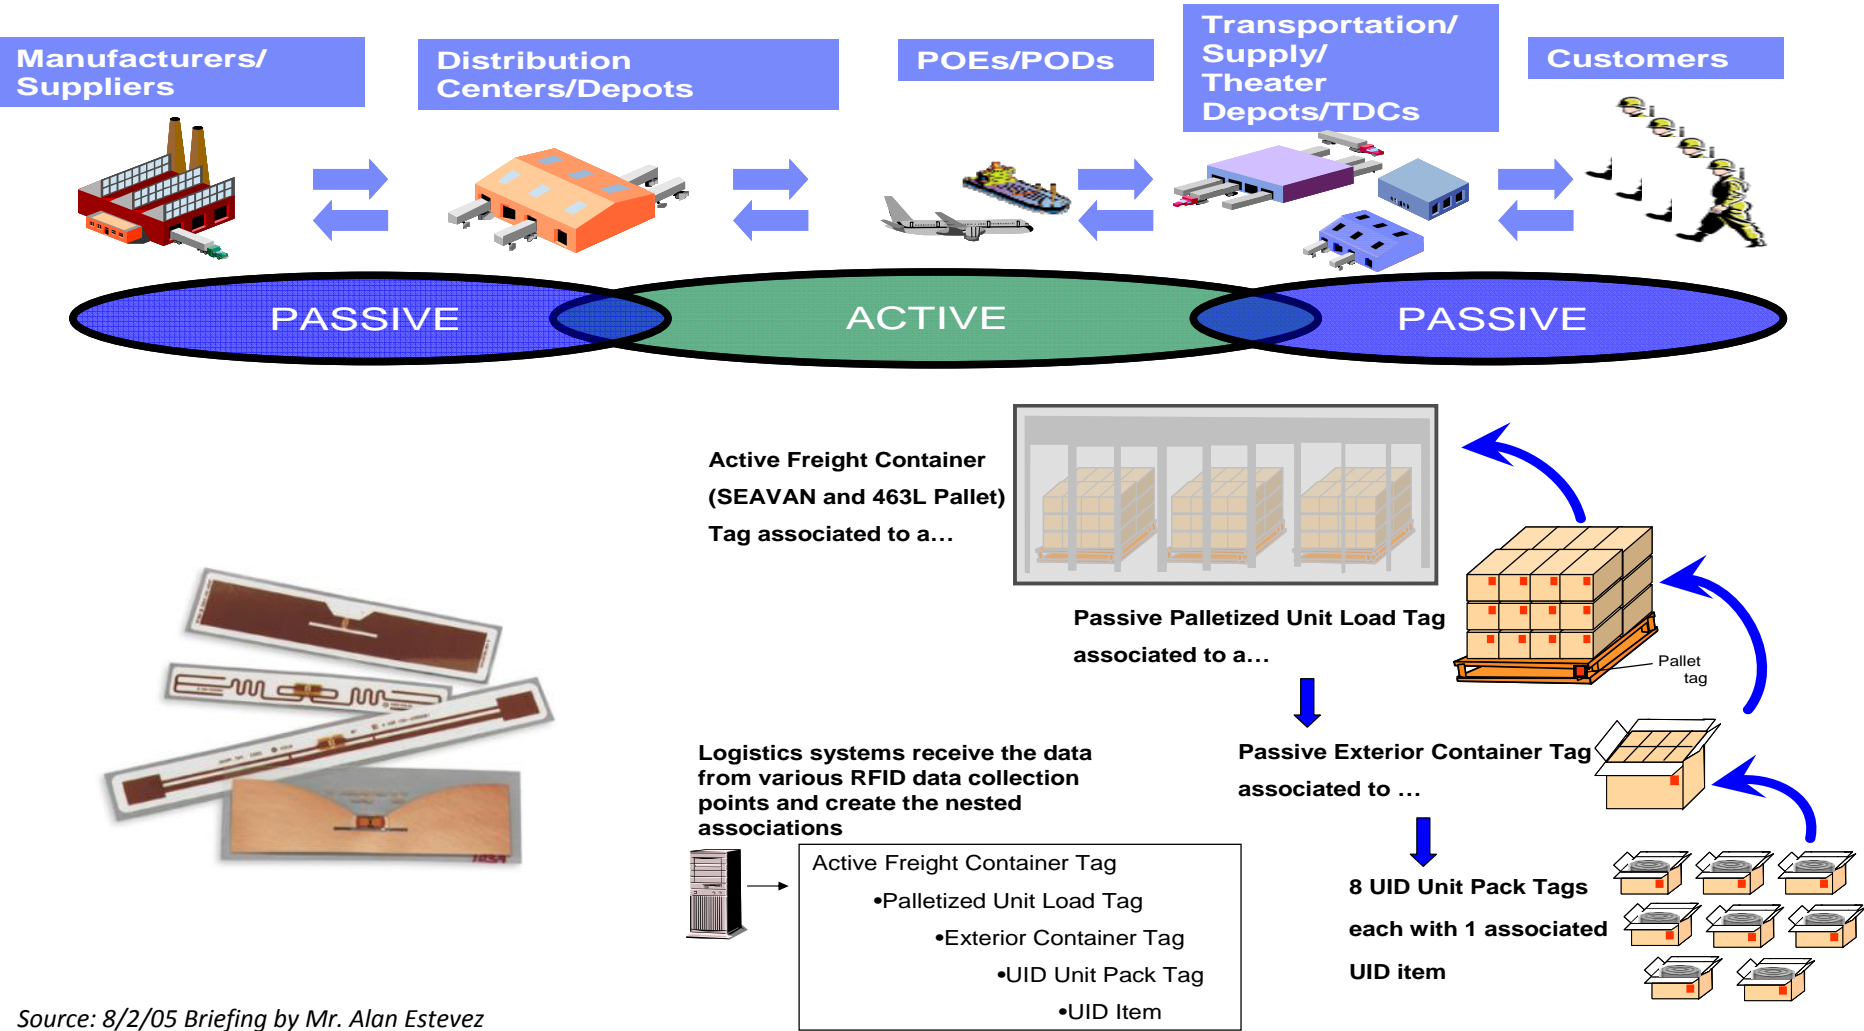 Manufacturers/
Suppliers
Distribution
Centers/Depots
POEs/PODs
Transportation/
Supply/
Theater
Depots/TDCs
Customers
PASSIVE
ACTIVE
PASSIVE
Active Freight Container
(SEAVAN and 463L Pallet)
Tag associated to a…
Passive Palletized Unit Load Tag
associated to a…
Pallet
tag
Passive Exterior Container Tag
associated to …
Logistics systems receive the data
from various RFID data collection
points and create the nested
associations
Active Freight Container Tag
•Palletized Unit Load Tag
•Exterior Container Tag
•UID Unit Pack Tag
•UID Item
8 UID Unit Pack Tags
each with 1 associated
UID item
Source: 8/2/05 Briefing by Mr. Alan Estevez